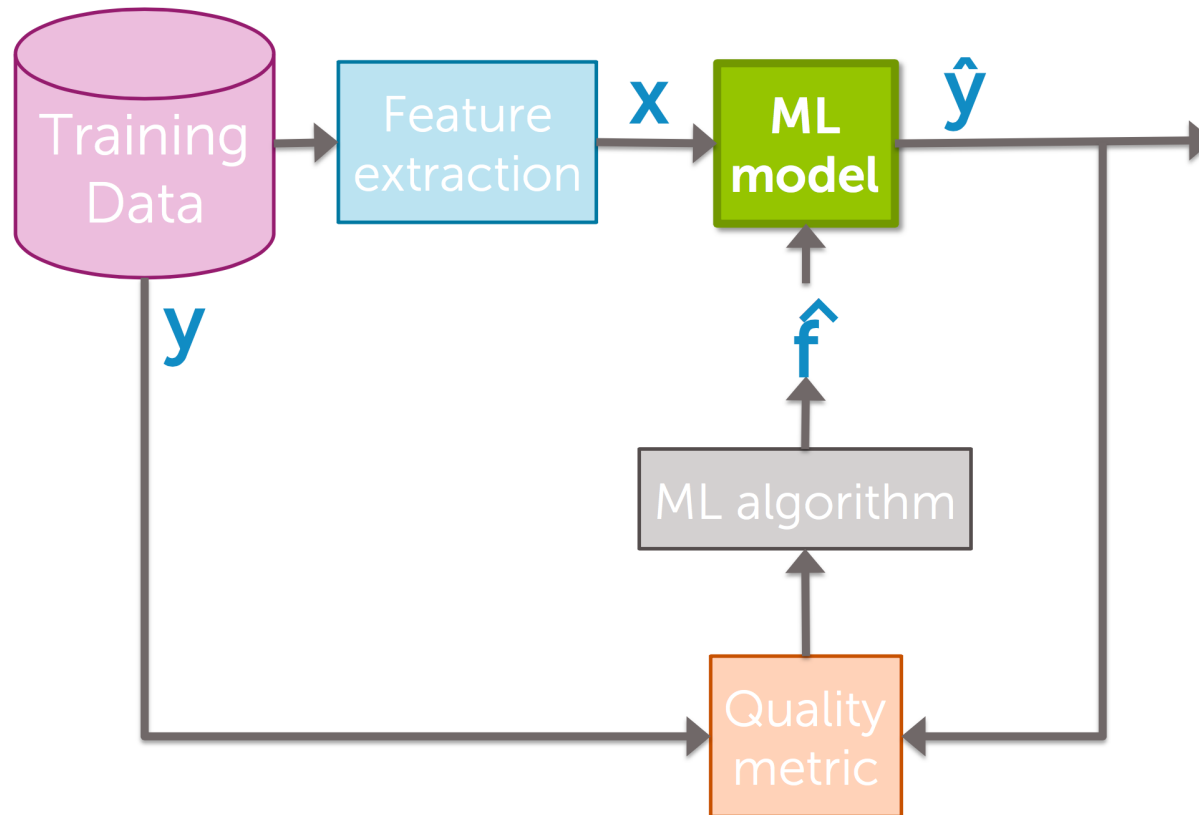 Training
Data
Feature
extraction
x
ML
model
ŷ
y
f̂
ML algorithm
Quality
metric